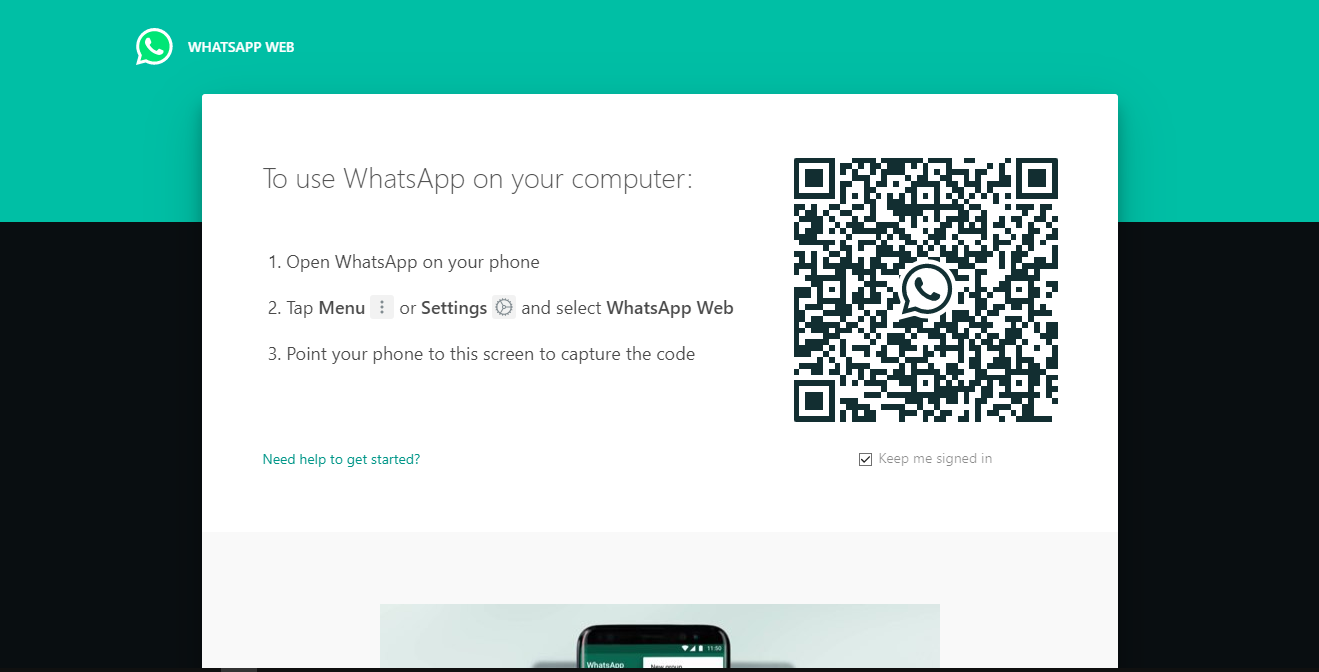 WHATSAPP WEB
To use WhatsApp on your computer:
1. Open WhatsApp on your phone
2. Tap Menu or Settings and select WhatsApp Web
3. Point your phone to this screen to capture the code
Need help to get started?
Keep me signed in
11:50
WhatsApp
New group